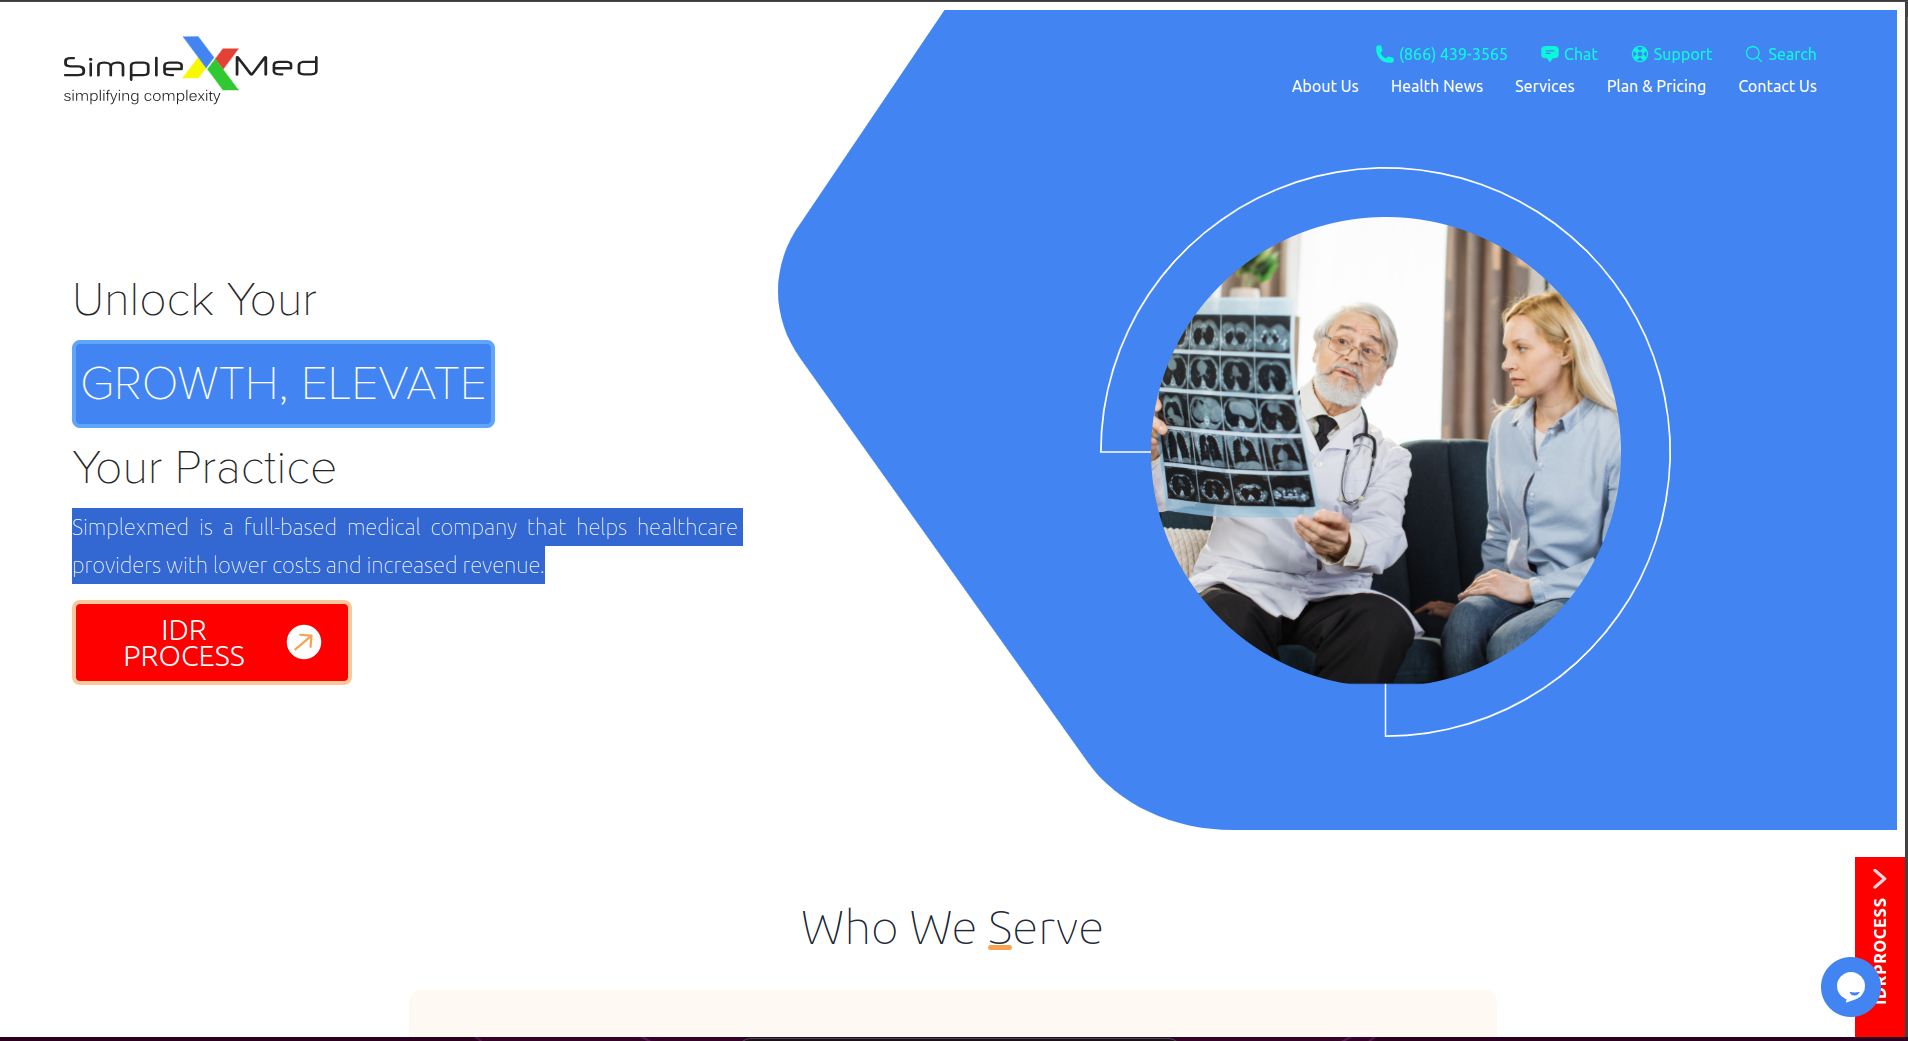 SimpleXMed
simplifying complexity
(866) 439-3565 Chat Support Search
About Us Health News Services Plan & Pricing Contact Us
Unlock Your
GROWTH, ELEVATE
Your Practice
Simplexmed is a full-based medical company that helps healthcare
providers with lower costs and increased revenue.
IDR
PROCESS
Who We Serve
IDRPROCESS